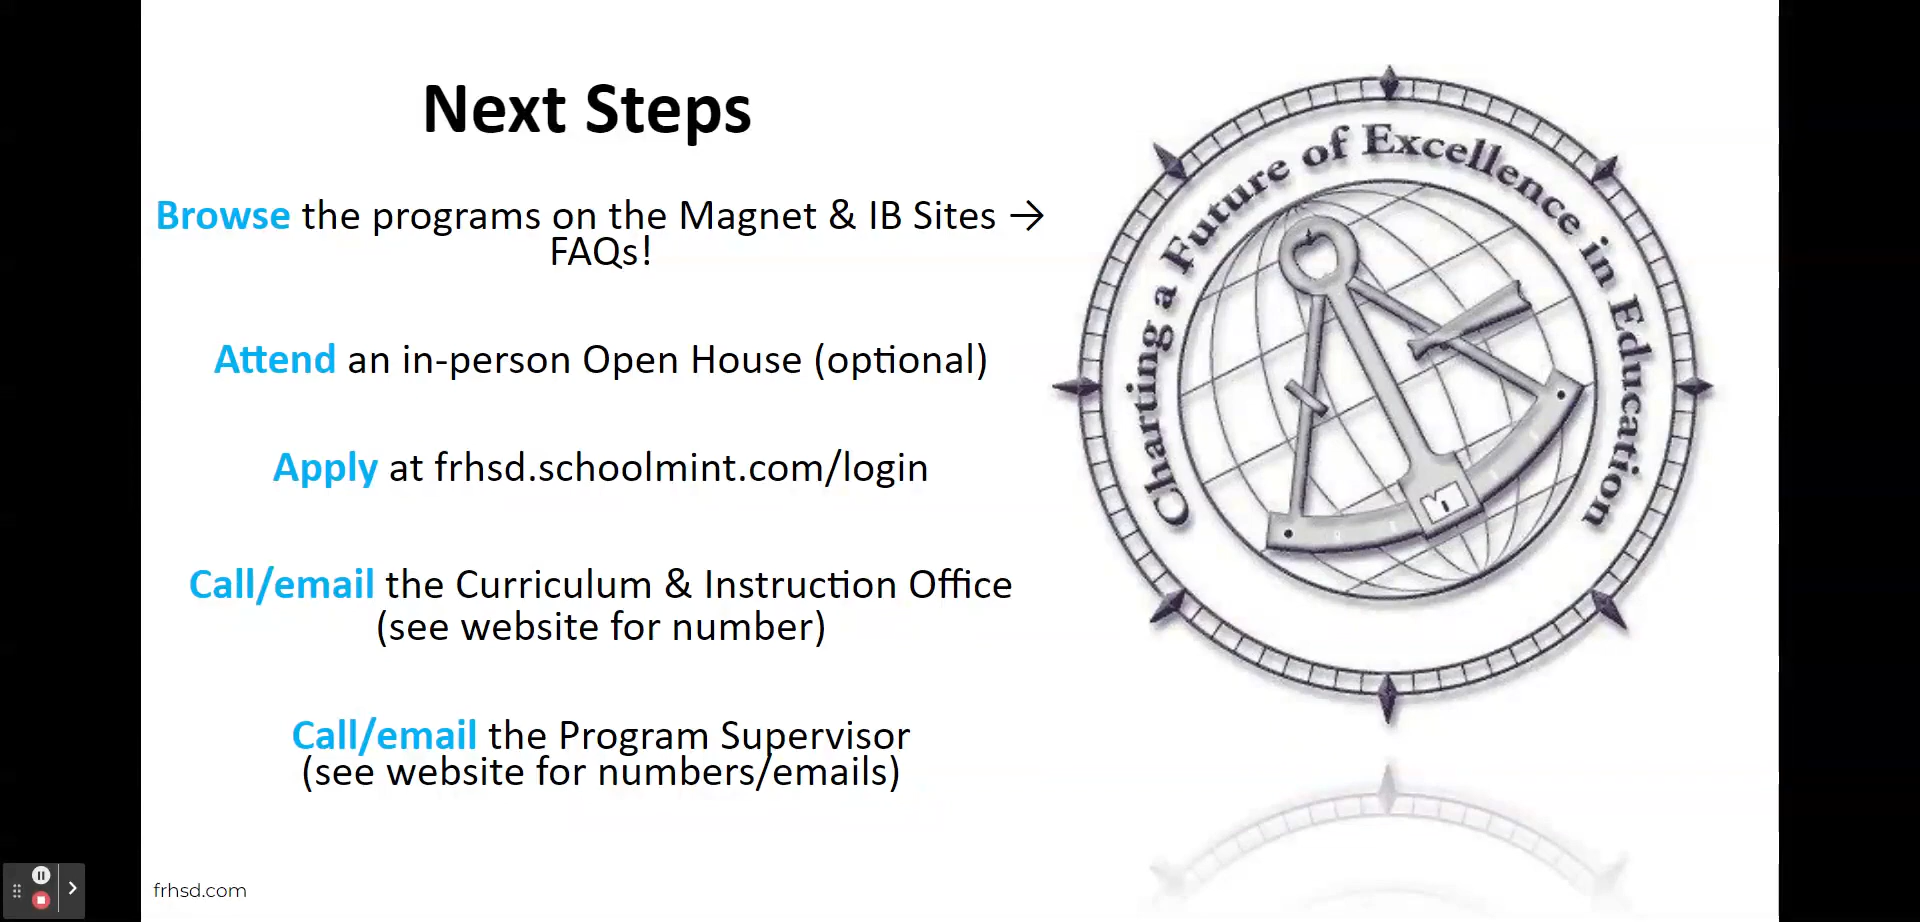 Next Steps
Browse the programs on the Magnet & IB Sites →
FAQs!
Attend an in-person Open House (optional)
Apply at frhsd.schoolmint.com/login
Call/email the Curriculum & Instruction Office
(see website for number)
Call/email the Program Supervisor
(see website for numbers/emails)
Charting a Future of Excellence in Education
frhsd.com